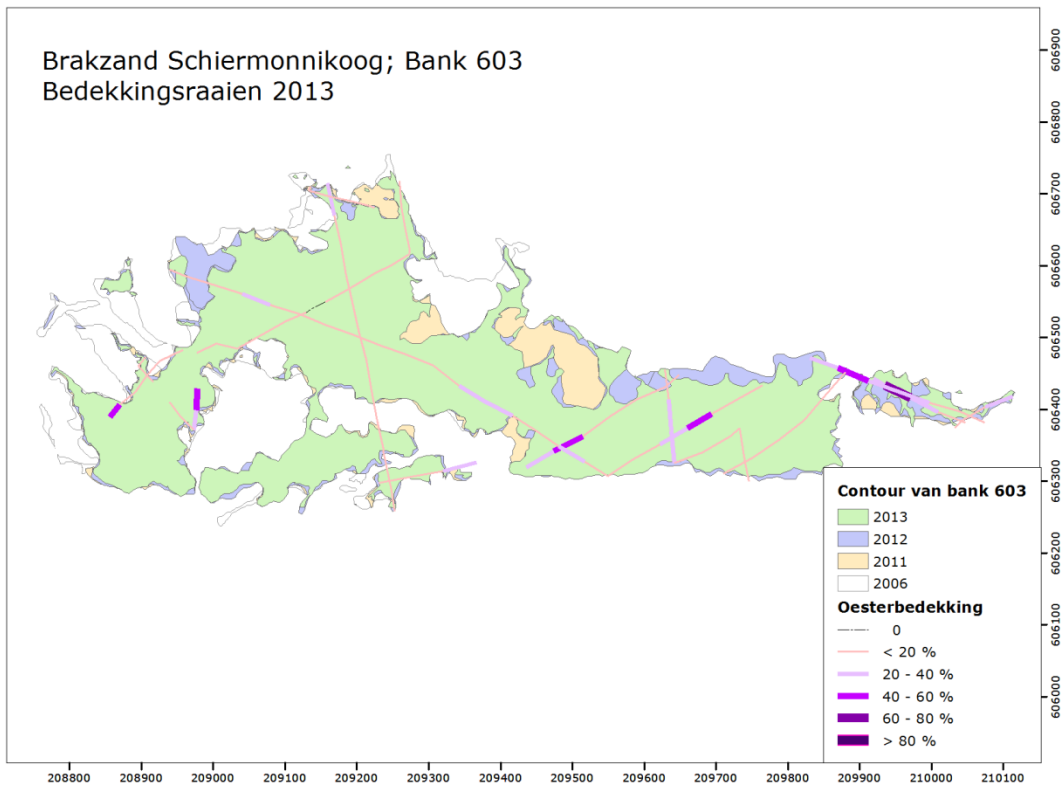 Brakzand Schiermonnikoog; Bank 603
Bedekkingsraaien 2013
606900
606800
606700
606600
606500
606400
606300
606200
606100
606000
Contour van bank 603
2013
2012
2011
2006
Oesterbedekking
0
< 20 %
20 - 40 %
40 - 60 %
60 - 80 %
> 80 %
208800 208900 209000 209100 209200 209300 209400 209500 209600 209700 209800 209900 210000 210100